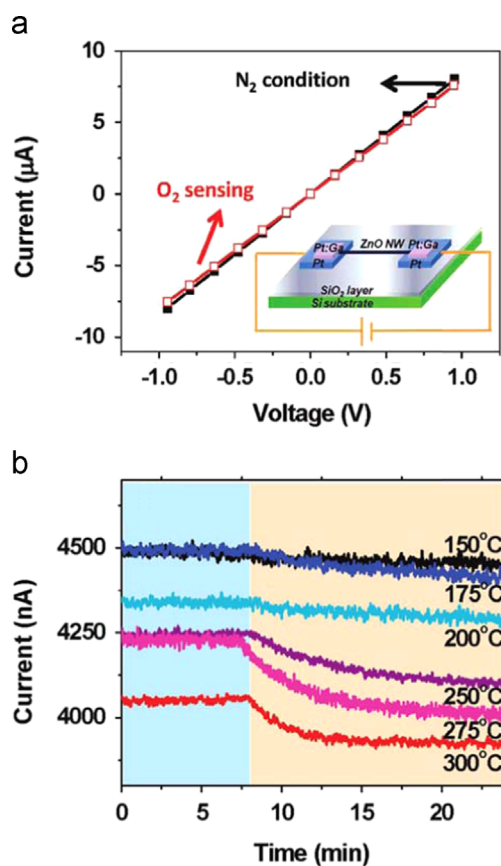 a
N₂ condition
O₂ sensing
Pt:Ga ZnO NW Pt:Ga
Pt Pt
SiO₂ layer
Si substrate
10
5
0
-5
-10
Current (μA)
-1.0 -0.5 0.0 0.5 1.0
Voltage (V)
b
4500
4250
4000
Current (nA)
150°C
175°C
200°C
250°C
275°C
300°C
0 5 10 15 20
Time (min)